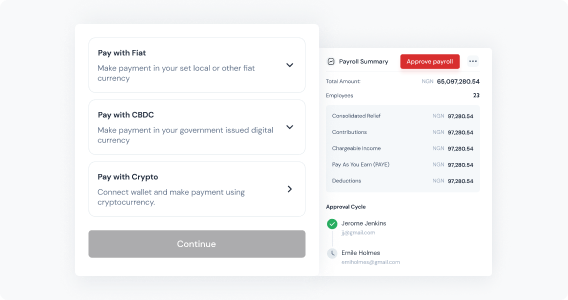 Pay with Fiat
Make payment in your set local or other fiat
currency
Pay with CBDC
Make payment in your government issued digital
currency
Pay with Crypto
Connect wallet and make payment using
cryptocurrency.
Continue
Payroll Summary Approve payroll
Total Amount: NGN 65,097,280.54
Employees 23
Consolidated Relief NGN 97,280.54
Contributions NGN 97,280.54
Chargeable Income NGN 97,280.54
Pay As You Earn (PAYE) NGN 97,280.54
Deductions NGN 97,280.54
Approval Cycle
Jerome Jenkins
jj@gmail.com
Emile Holmes
emiholmes@gmail.com